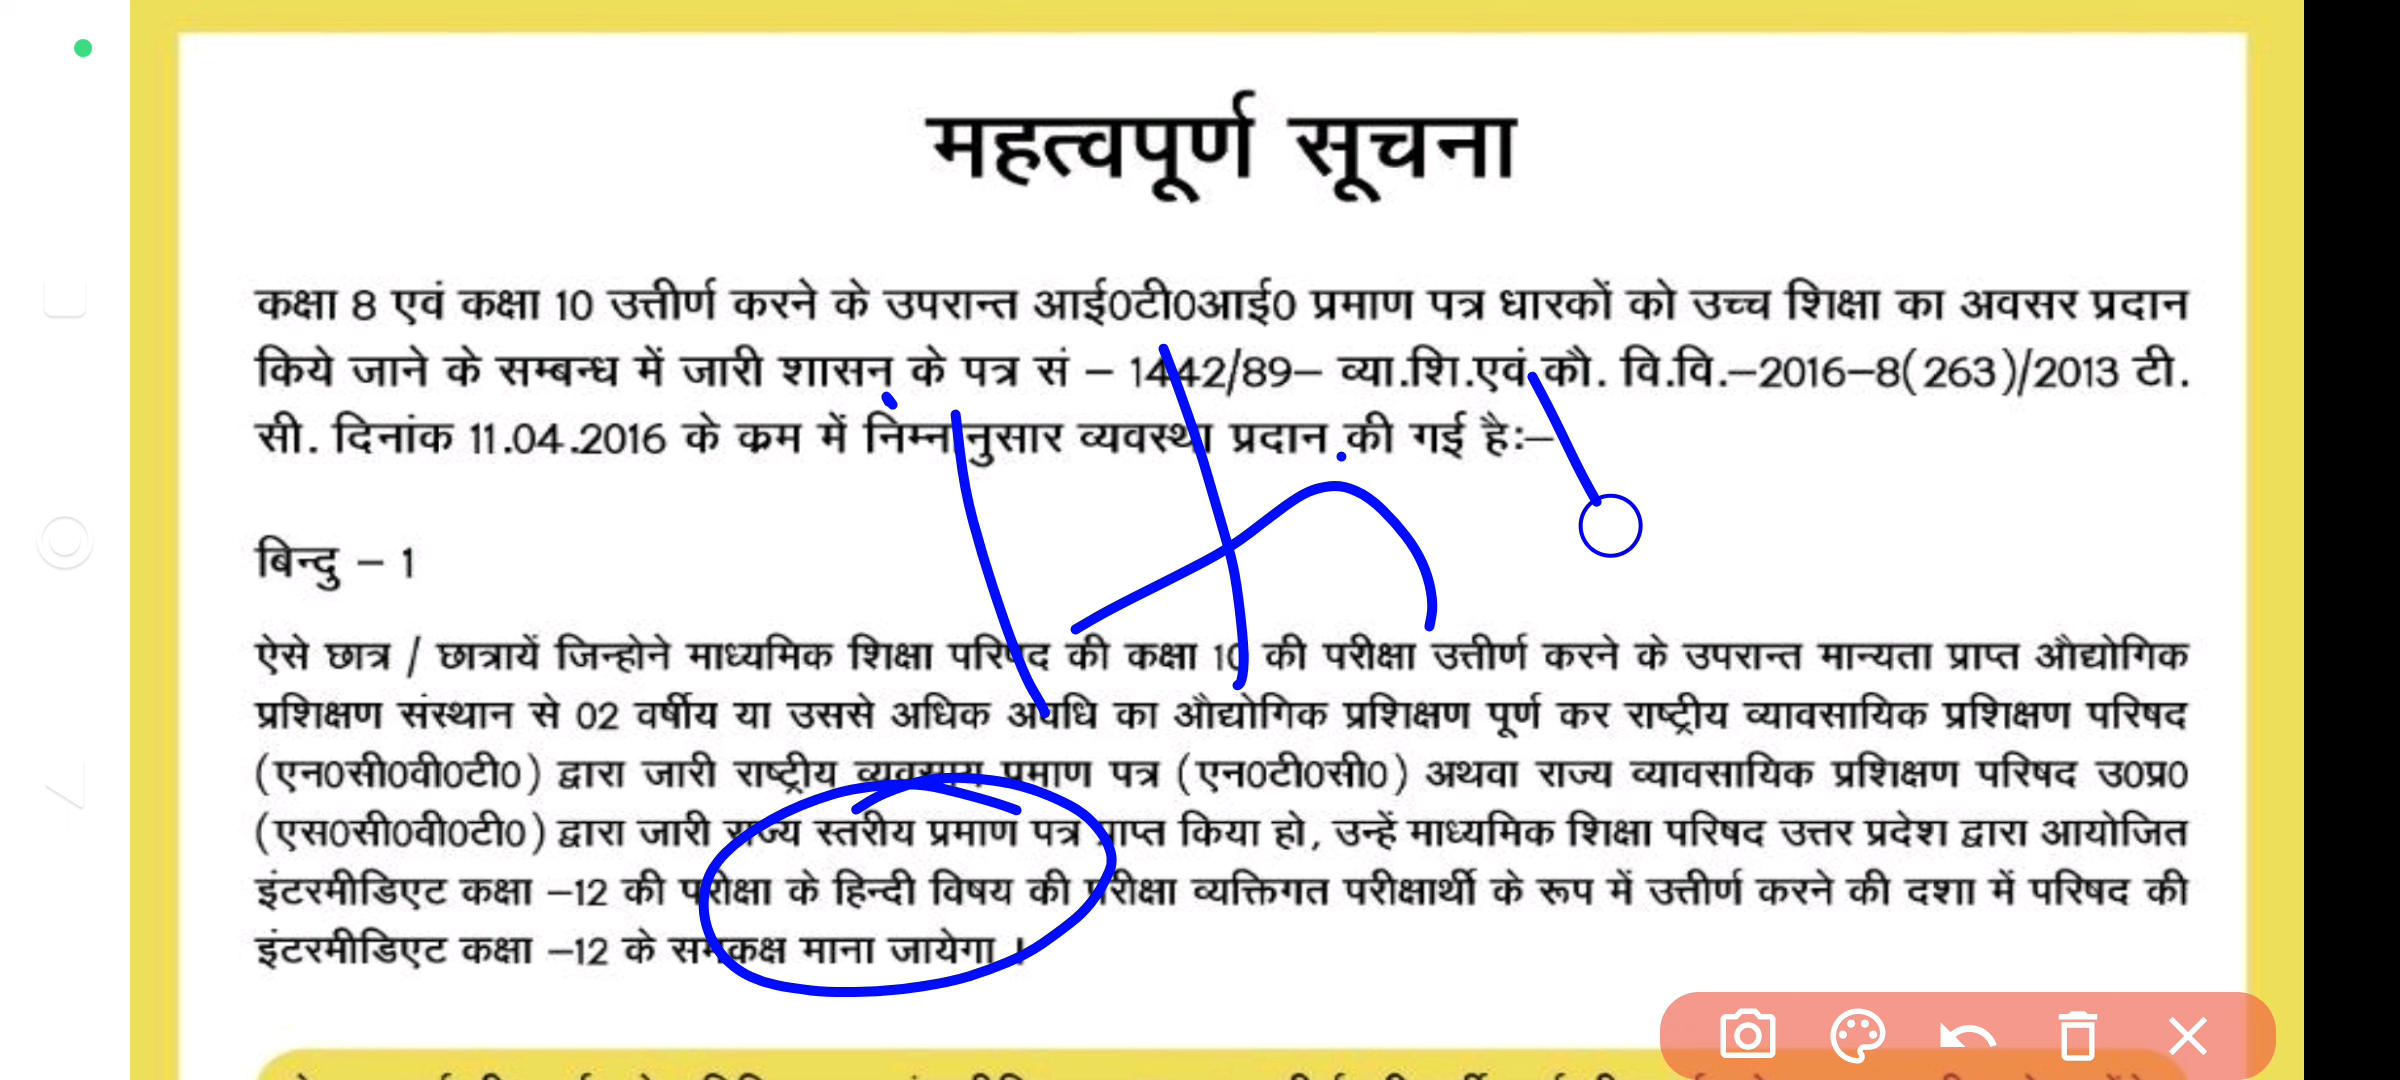 महत्वपूर्ण सूचना
कक्षा 8 एवं कक्षा 10 उत्तीर्ण करने के उपरान्त आई0टी0आई0 प्रमाण पत्र धारकों को उच्च शिक्षा का अवसर प्रदान
किये जाने के सम्बन्ध में जारी शासन के पत्र सं – 1442/89– व्या.शि.एवं कौ. वि.वि.–2016–8(263)/2013 टी.
सी. दिनांक 11.04.2016 के कम में निम्नानुसार व्यवस्था प्रदान की गई है:–
बिन्दु – 1
ऐसे छात्र / छात्रायें जिन्होने माध्यमिक शिक्षा परिषद की कक्षा 10 की परीक्षा उत्तीर्ण करने के उपरान्त मान्यता प्राप्त औद्योगिक
प्रशिक्षण संस्थान से 02 वर्षीय या उससे अधिक अवधि का औद्योगिक प्रशिक्षण पूर्ण कर राष्ट्रीय व्यावसायिक प्रशिक्षण परिषद
(एन0सी0वी0टी0) द्वारा जारी राष्ट्रीय व्यवसाय प्रमाण पत्र (एन0टी0सी0) अथवा राज्य व्यावसायिक प्रशिक्षण परिषद उ0प्र0
(एस0सी0वी0टी0) द्वारा जारी राज्य स्तरीय प्रमाण पत्र प्राप्त किया हो, उन्हें माध्यमिक शिक्षा परिषद उत्तर प्रदेश द्वारा आयोजित
इंटरमीडिएट कक्षा –12 की परीक्षा के हिन्दी विषय की परीक्षा व्यक्तिगत परीक्षार्थी के रूप में उत्तीर्ण करने की दशा में परिषद की
इंटरमीडिएट कक्षा –12 के समकक्ष माना जायेगा ।